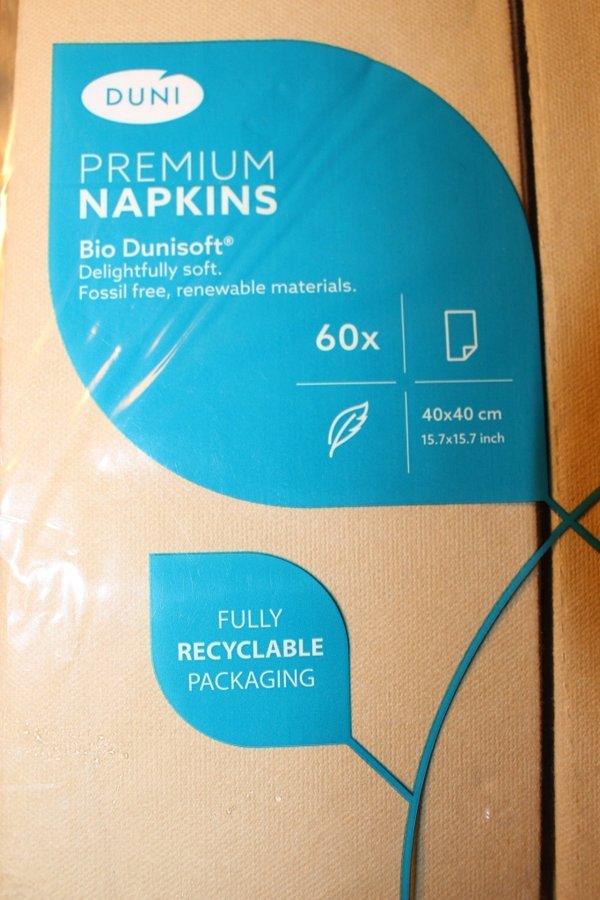 DUNI
PREMIUM
NAPKINS
Bio Dunisoft®
Delightfully soft.
Fossil free, renewable materials.
60x
40x40 cm
15.7x15.7 inch
FULLY
RECYCLABLE
PACKAGING